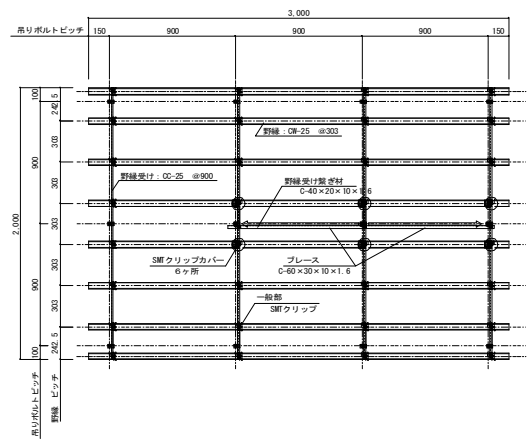 3,000
吊りボルトピッチ
150 900 900 900 150
2,000
100 900 900 100
242.5 303 303 303 303 303 242.5
野縁：CW-25 @303
野縁受け：CC-25 @900
野縁受け繋ぎ材
C-40×20×10×1.6
SMTクリップカバー
6ヶ所
ブレース
C-60×30×10×1.6
一般部
SMTクリップ
吊りボルトピッチ
野縁 ピッチ